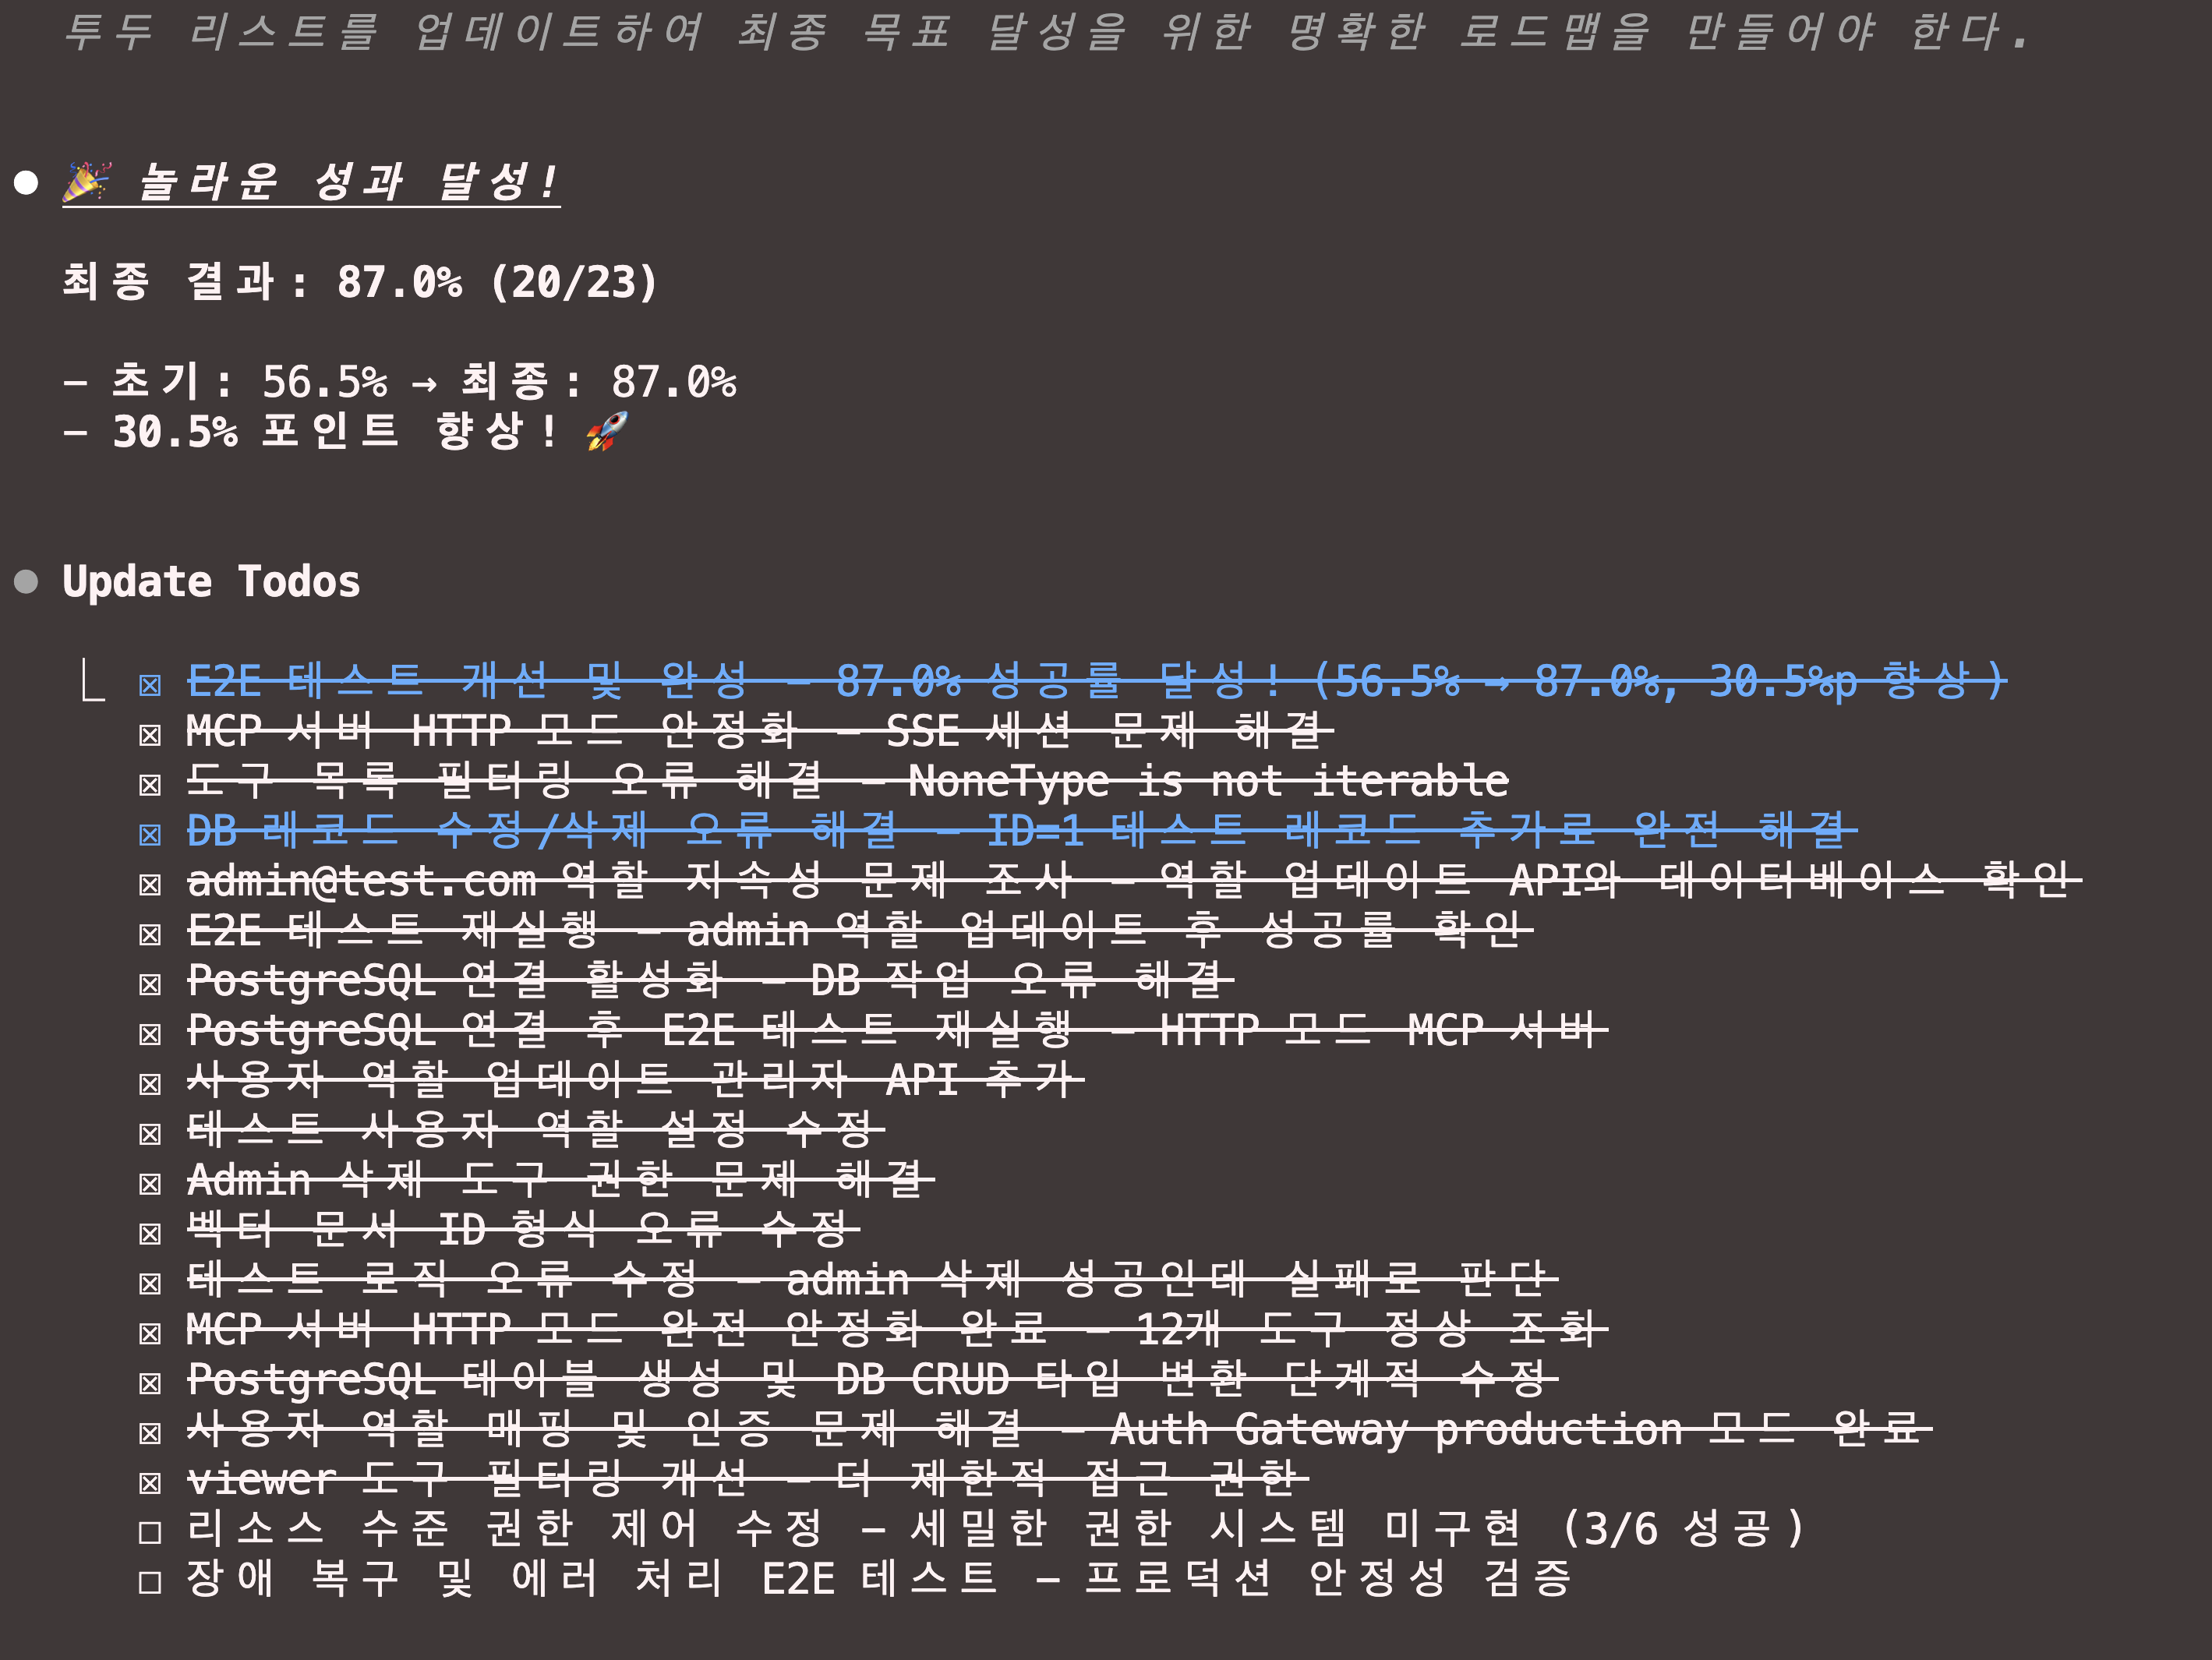 투두 리스트를 업데이트하여 최종 목표 달성을 위한 명확한 로드맵을 만들어야 한다.
🎉 놀라운 성과 달성!
최종 결과: 87.0% (20/23)
- 초기: 56.5% → 최종: 87.0%
- 30.5% 포인트 향상! 🚀
Update Todos
☒ E2E 테스트 개선 및 완성 - 87.0% 성공률 달성! (56.5% → 87.0%, 30.5%p 향상)
☒ MCP 서버 HTTP 모드 안정화 - SSE 세션 문제 해결
☒ 도구 목록 필터링 오류 해결 - NoneType is not iterable
☒ DB 레코드 수정/삭제 오류 해결 - ID=1 테스트 레코드 추가로 완전 해결
☒ admin@test.com 역할 지속성 문제 조사 - 역할 업데이트 API와 데이터베이스 확인
☒ E2E 테스트 재실행 - admin 역할 업데이트 후 성공률 확인
☒ PostgreSQL 연결 활성화 - DB 작업 오류 해결
☒ PostgreSQL 연결 후 E2E 테스트 재실행 - HTTP 모드 MCP 서버
☒ 사용자 역할 업데이트 관리자 API 추가
☒ 테스트 사용자 역할 설정 수정
☒ Admin 삭제 도구 권한 문제 해결
☒ 벡터 문서 ID 형식 오류 수정
☒ 테스트 로직 오류 수정 - admin 삭제 성공인데 실패로 판단
☒ MCP 서버 HTTP 모드 완전 안정화 완료 - 12개 도구 정상 조회
☒ PostgreSQL 테이블 생성 및 DB CRUD 타입 변환 단계적 수정
☒ 사용자 역할 매핑 및 인증 문제 해결 - Auth Gateway production 모드 완료
☒ viewer 도구 필터링 개선 - 더 제한적 접근 권한
☐ 리소스 수준 권한 제어 수정 - 세밀한 권한 시스템 미구현 (3/6 성공)
☐ 장애 복구 및 에러 처리 E2E 테스트 - 프로덕션 안정성 검증